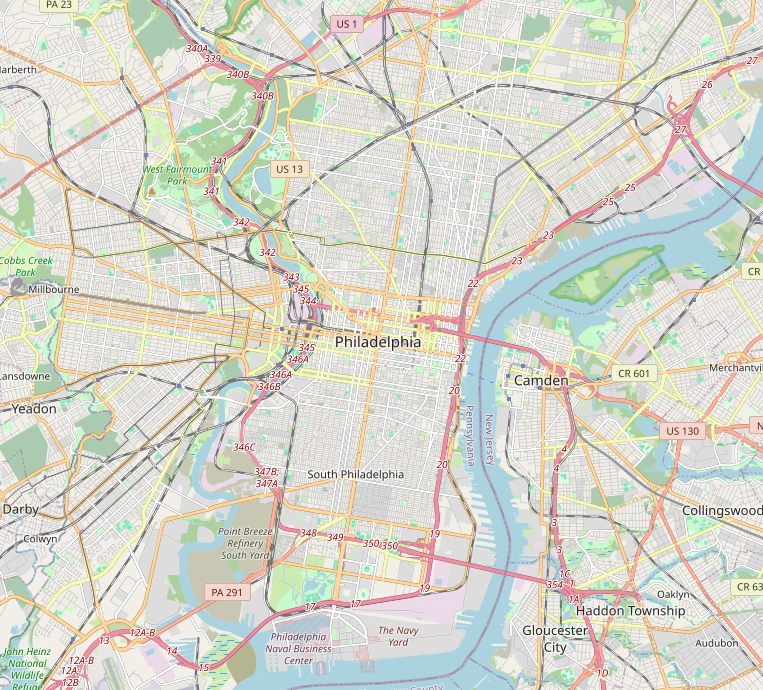 PA 23
US 1
340A
339
340B
340B
27
26
27
arberth
West Fairmount
Park
341
341
US 13
25
25
342
342
23
23
Cobbs Creek
Park
Millbourne
343
345
344
22
CR
345
Philadelphia
346A
346A
346B
22
20
Lansdowne
Yeadon
Camden
CR 601
Merchantvil
Pennsylvania
New Jersey
US 130
N
346C
347B;
347A
South Philadelphia
20
4
4
Darby
Colwyn
Collingswood
Point Breeze
Refinery
South Yard
348
349
350
350
19
3
3
19
354
1C
1A
PA 291
17
17
Oaklyn
CR 63
Haddon Township
Philadelphia
Naval Business
Center
The Navy
Yard
Gloucester
City
Audubon
12A-B
13
14
15
12A-B
12A:
12B
John Heinz
National
Wildlife
Refuge
1D
County